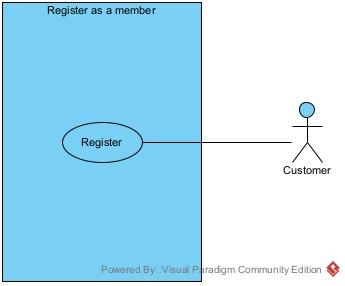 Register as a member
Register
Customer
Powered By Visual Paradigm Community Edition